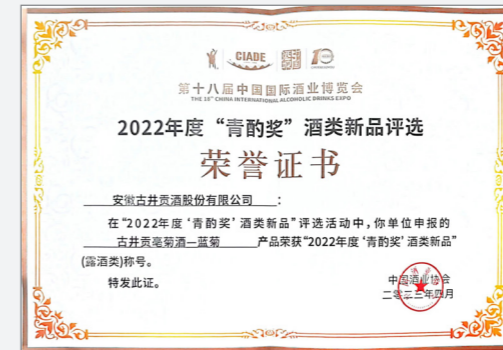 CIADE
第十八届中国国际酒业博览会
THE 18TH CHINA INTERNATIONAL ALCOHOLIC DRINKS EXPO
2022年度“青酌奖”酒类新品评选
荣誉证书
安徽古井贡酒股份有限公司:
在“2022年度‘青酌奖’酒类新品”评选活动中,你单位申报的
古井贡亳菊酒—蓝菊 产品荣获“2022年度‘青酌奖’酒类新品”
(露酒类)称号。
特发此证。
中国酒业协会
二〇二三年四月